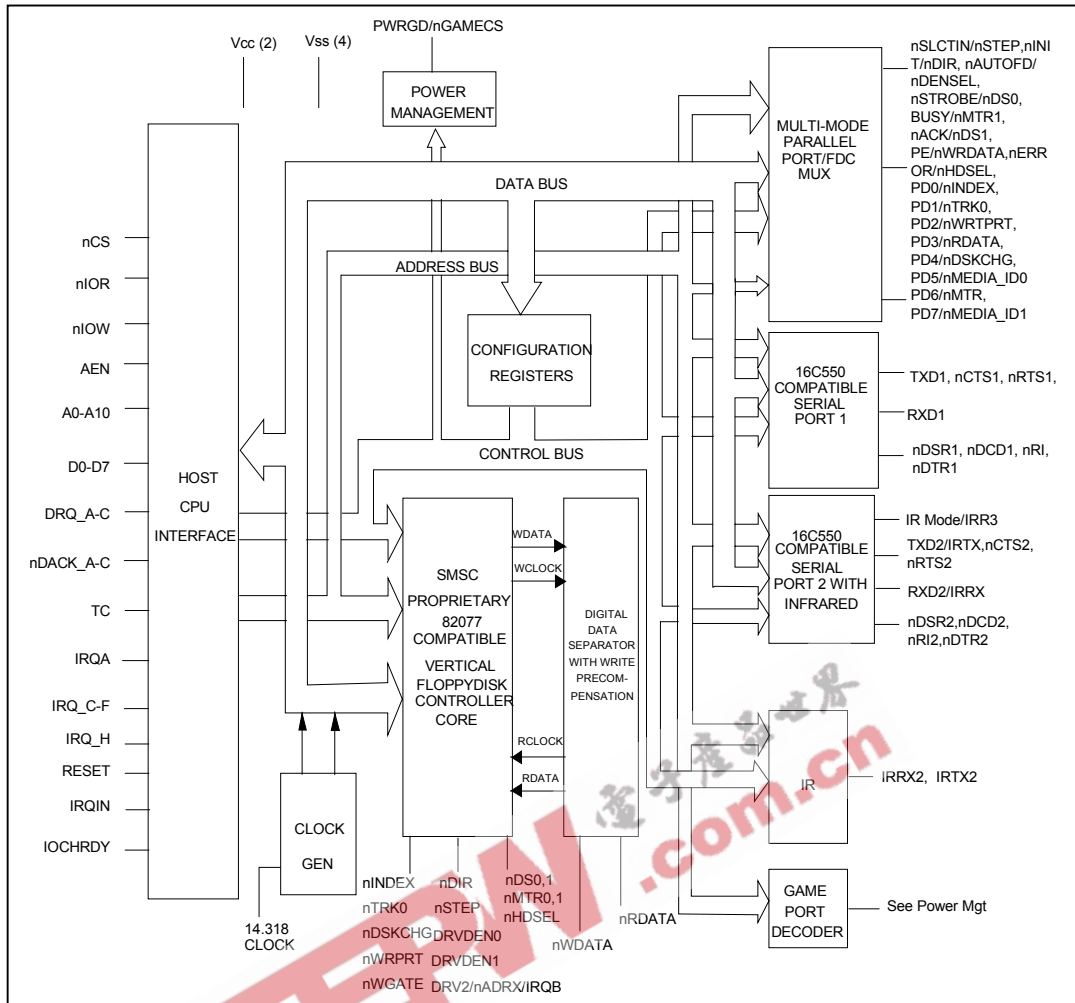 PWRGD/nGAMECS
Vcc (2)
Vss (4)
POWER
MANAGEMENT
nSLCTIN/nSTEP,nINI
T/nDIR, nAUTOFD/
nDENSEL,
nSTROBE/nDS0,
BUSY/nMTR1,
nACK/nDS1,
PE/nWRDATA,nERR
OR/nHDSEL,
PD0/nINDEX,
PD1/nTRK0,
PD2/nWRTPRT,
PD3/nRDATA,
PD4/nDSKCHG,
PD5/nMEDIA_ID0
PD6/nMTR,
PD7/nMEDIA_ID1
MULTI-MODE
PARALLEL
PORT/FDC
MUX
DATA BUS
ADDRESS BUS
CONFIGURATION
REGISTERS
CONTROL BUS
nCS
nIOR
nIOW
AEN
A0-A10
D0-D7
DRQ_A-C
nDACK_A-C
TC
IRQA
IRQ_C-F
IRQ_H
RESET
IRQIN
IOCHRDY
HOST
CPU
INTERFACE
16C550
COMPATIBLE
SERIAL
PORT 1
TXD1, nCTS1, nRTS1,
RXD1
nDSR1, nDCD1, nRI,
nDTR1
16C550
COMPATIBLE
SERIAL
PORT 2 WITH
INFRARED
IR Mode/IRR3
TXD2/IRTX,nCTS2,
nRTS2
RXD2/IRRX
nDSR2,nDCD2,
nRI2,nDTR2
SMSC
PROPRIETARY
82077
COMPATIBLE
VERTICAL
FLOPPYDISK
CONTROLLER
CORE
WDATA
WCLOCK
RCLOCK
RDATA
DIGITAL
DATA
SEPARATOR
WITH WRITE
PRECOM-
PENSATION
IR
IRRX2, IRTX2
CLOCK
GEN
14.318
CLOCK
GAME
PORT
DECODER
See Power Mgt
nINDEX
nTRK0
nDSKCHG
nWRPRT
nWGATE
nDIR
nSTEP
DRVDEN0
DRVDEN1
DRV2/nADRX/IRQB
nDS0,1
nMTR0,1
nHDSEL
nWDATA
nRDATA
電子產品世界
.com.cn